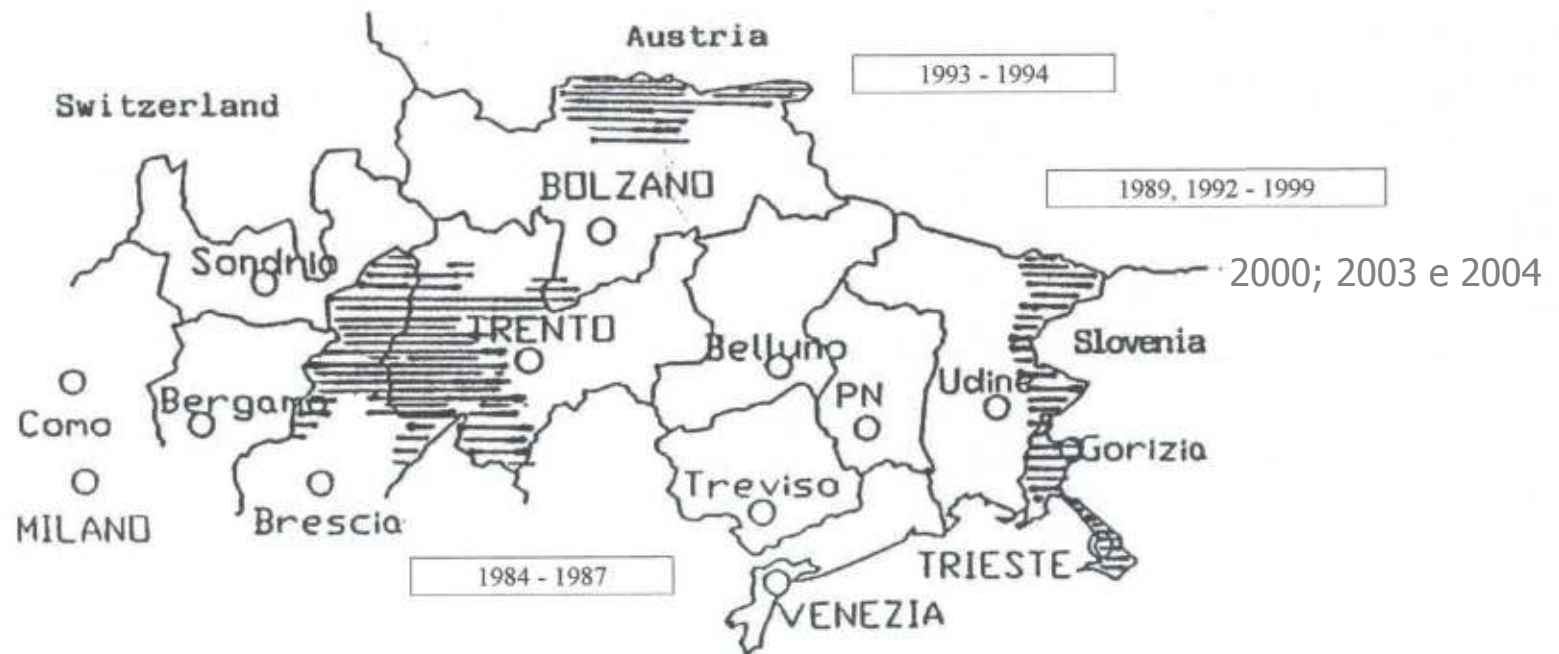 Austria
1993 - 1994
Switzerland
BOLZANO
1989, 1992 - 1999
Sondrio
2000; 2003 e 2004
TRENTO
Slovenia
Belluno
Bergamo
PN
Udine
Como
Gorizia
Treviso
MILANO
Brescia
TRIESTE
1984 - 1987
VENEZIA